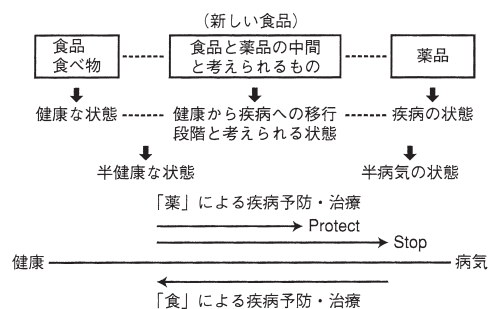 (新しい食品)
食品
食べ物
食品と薬品の中間
と考えられるもの
薬品
健康な状態
健康から疾病への移行
段階と考えられる状態
疾病の状態
半健康な状態
半病気の状態
「薬」による疾病予防・治療
Protect
Stop
健康
病気
「食」による疾病予防・治療